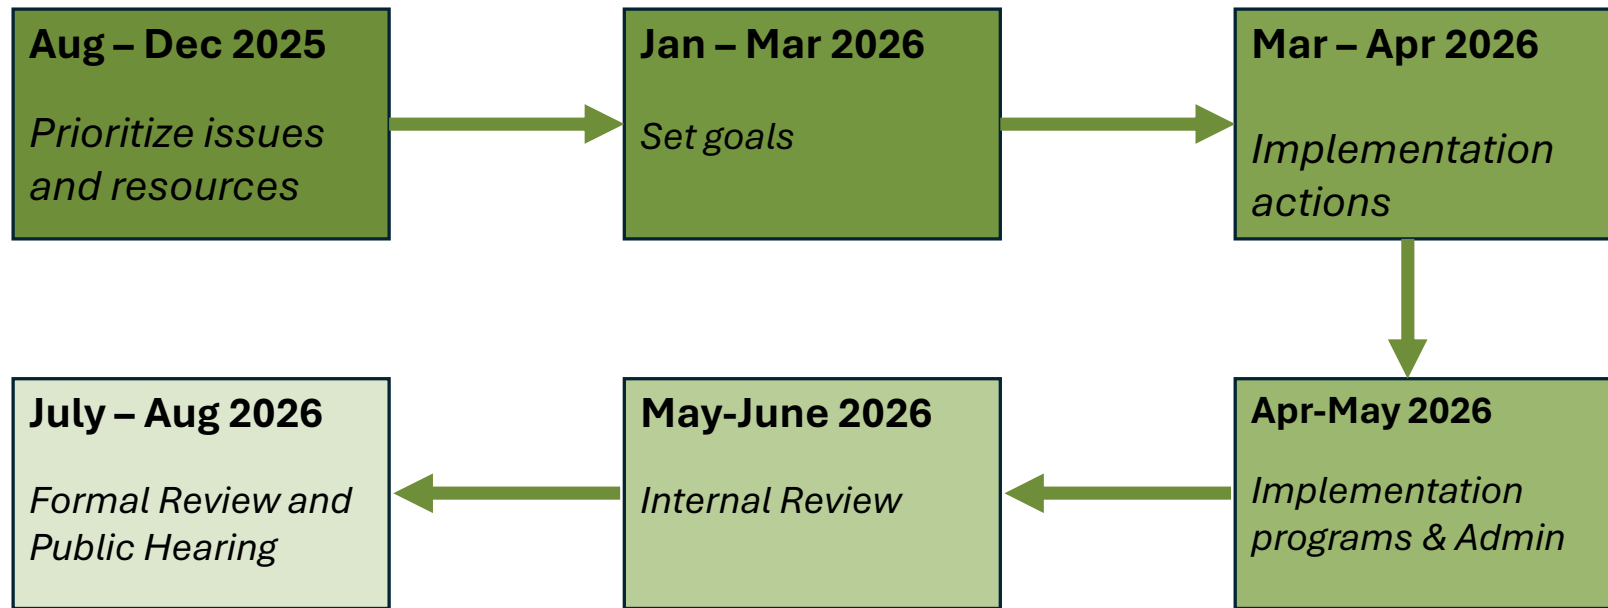 Aug – Dec 2025
Prioritize issues
and resources
Jan – Mar 2026
Set goals
Mar – Apr 2026
Implementation
actions
Apr-May 2026
Implementation
programs & Admin
May-June 2026
Internal Review
July – Aug 2026
Formal Review and
Public Hearing